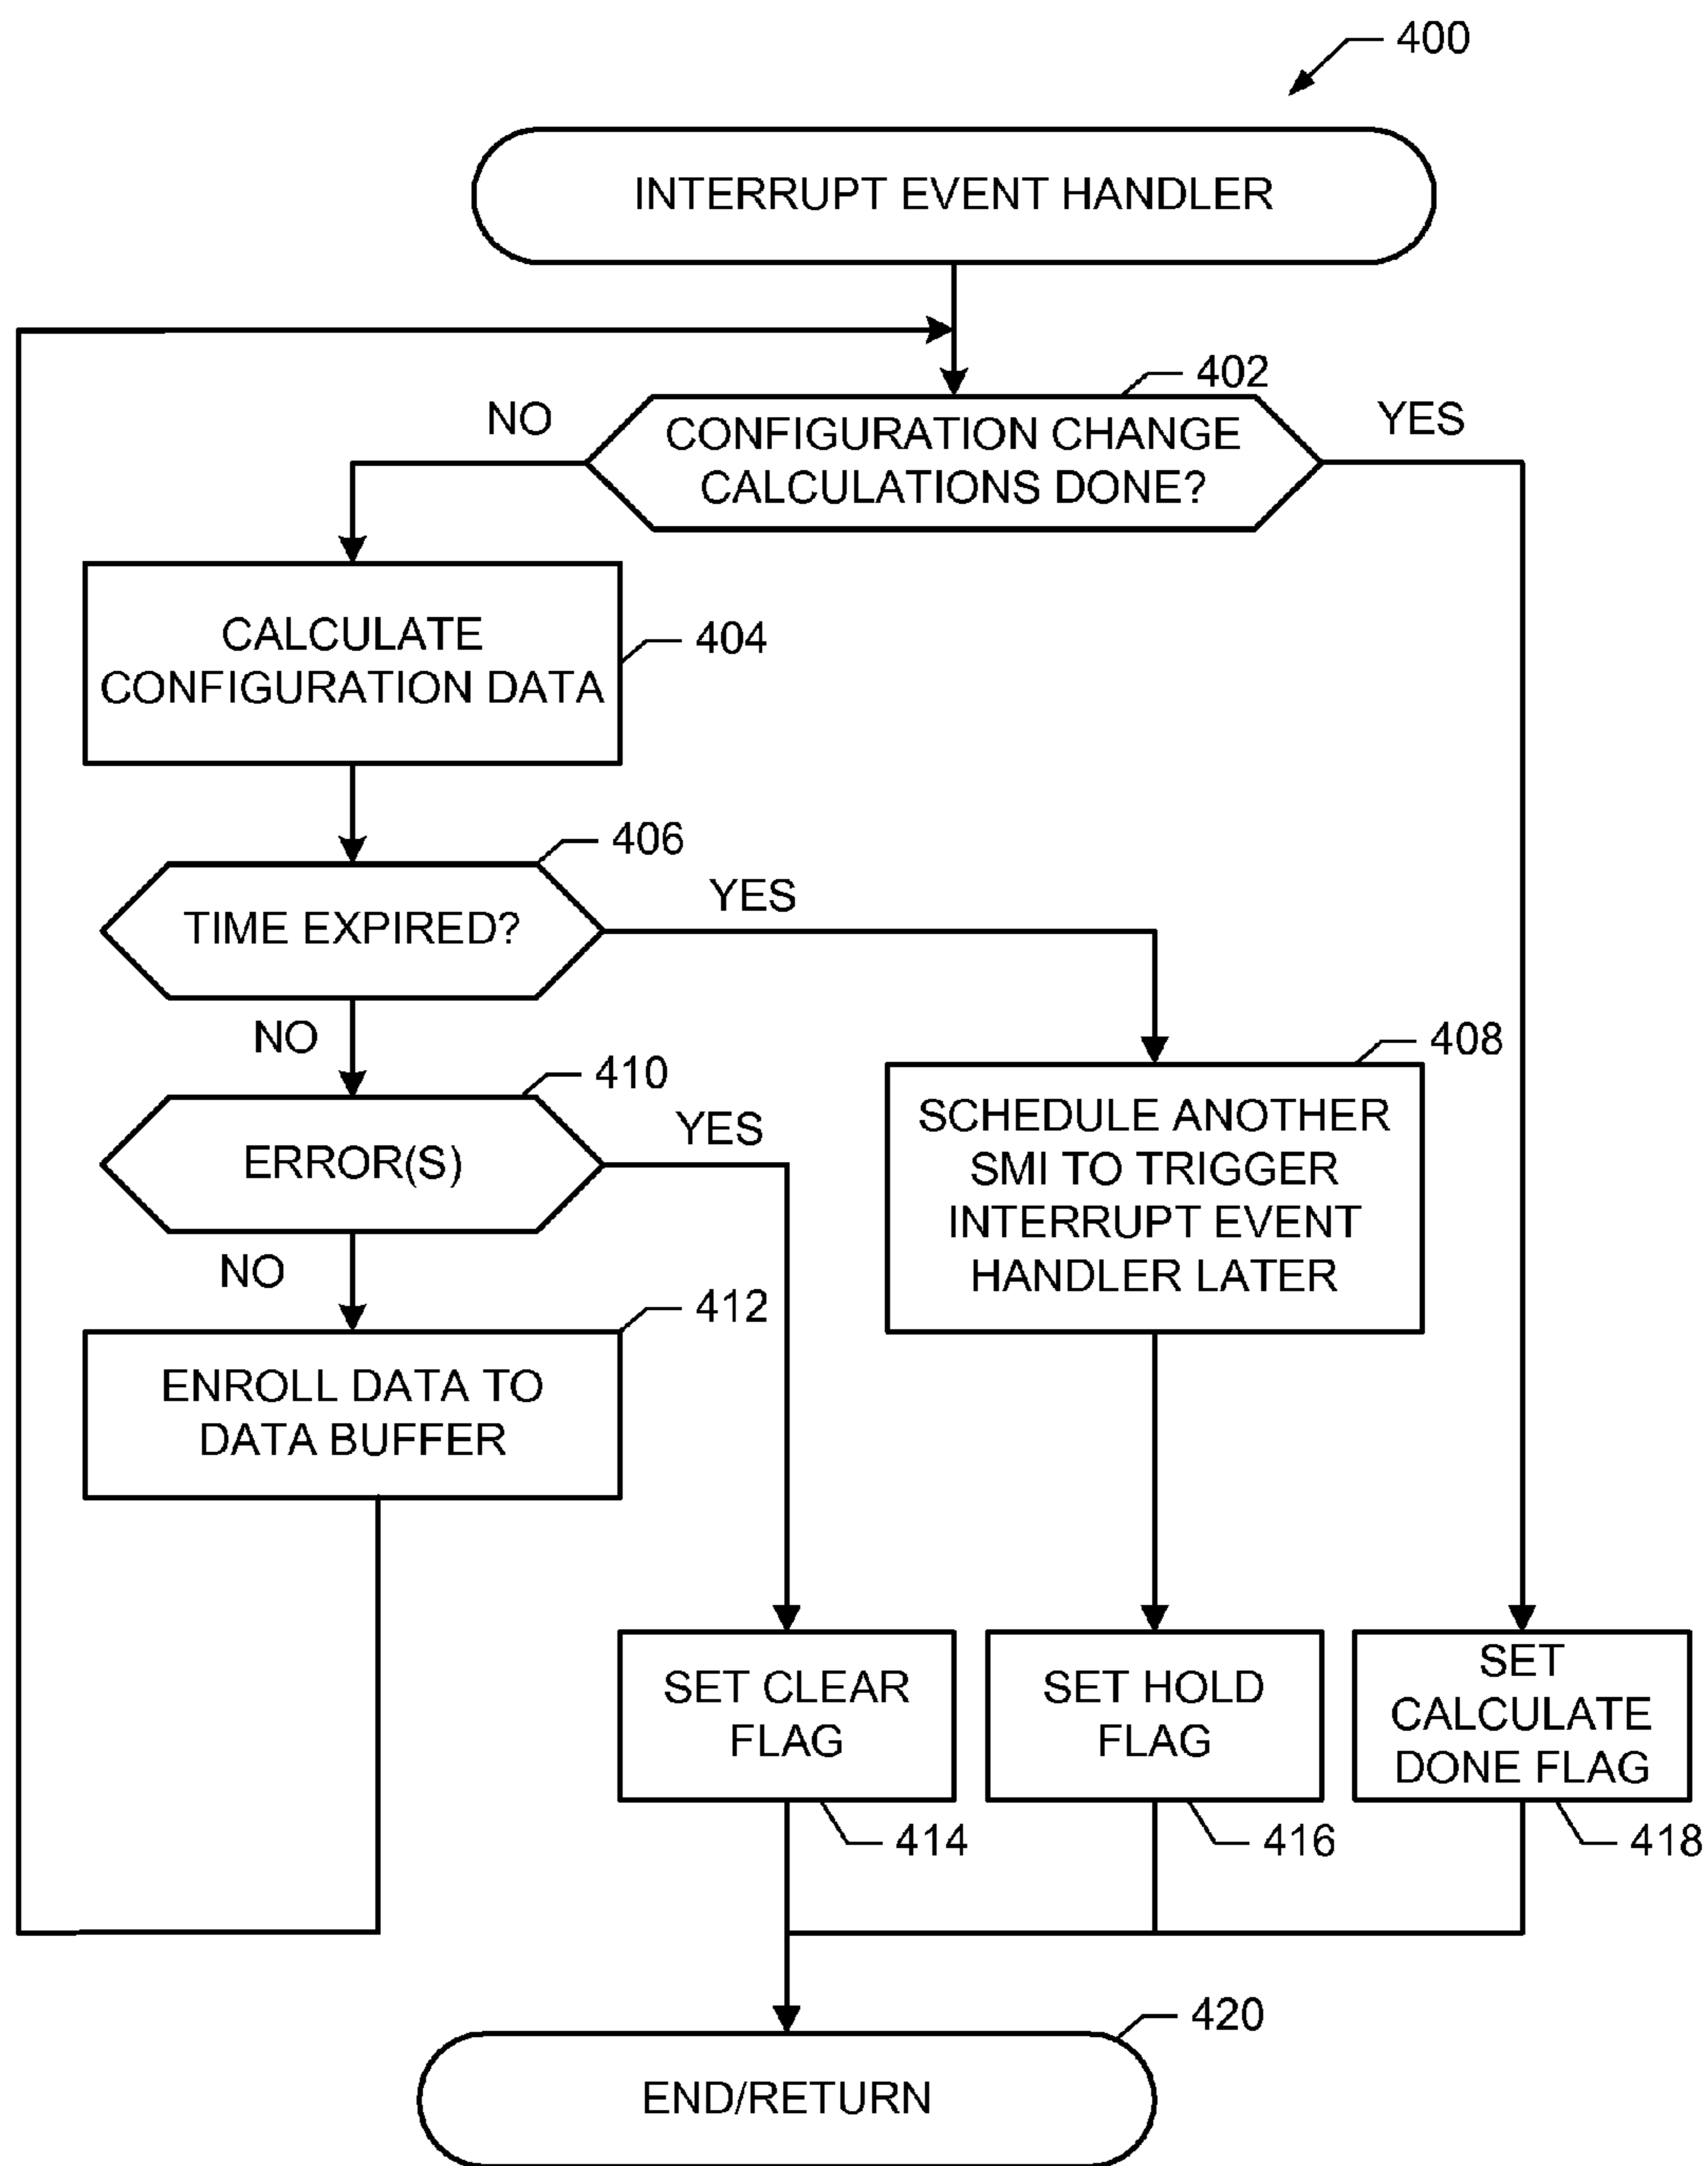 400
INTERRUPT EVENT HANDLER
402
NO
CONFIGURATION CHANGE
CALCULATIONS DONE?
YES
CALCULATE
CONFIGURATION DATA
404
406
TIME EXPIRED?
YES
NO
408
410
ERROR(S)
YES
SCHEDULE ANOTHER
SMI TO TRIGGER
INTERRUPT EVENT
HANDLER LATER
NO
412
ENROLL DATA TO
DATA BUFFER
SET CLEAR
FLAG
SET HOLD
FLAG
SET
CALCULATE
DONE FLAG
414
416
418
420
END/RETURN